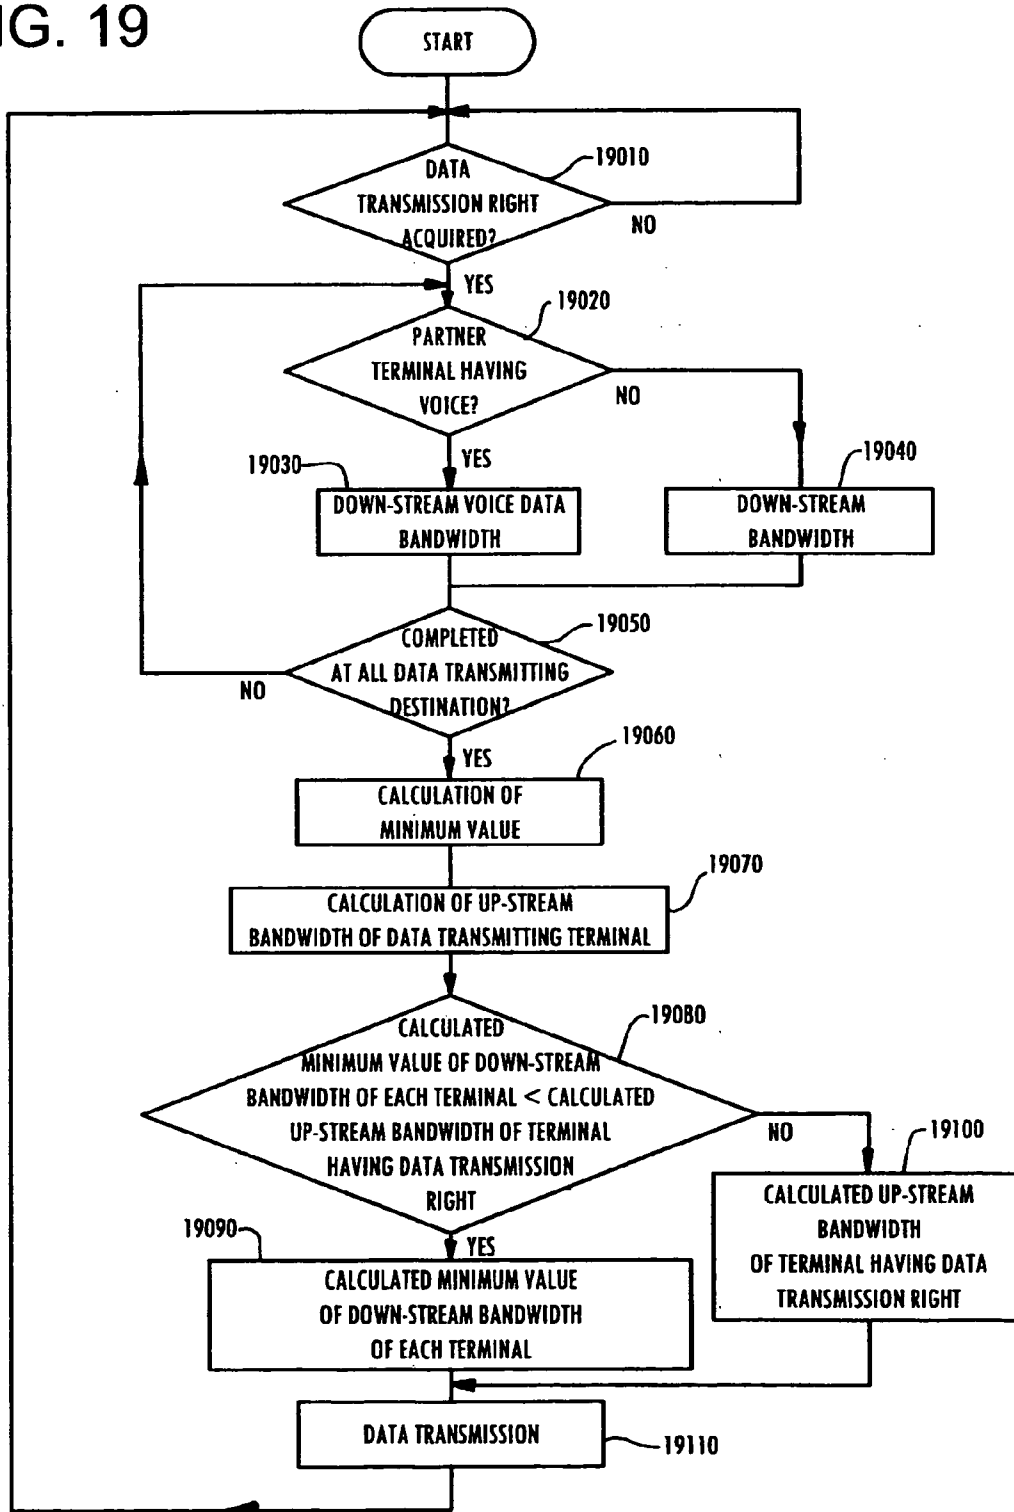 IG. 19
START
19010
DATA
TRANSMISSION RIGHT
ACQUIRED?
NO
YES
19020
PARTNER
TERMINAL HAVING
VOICE?
NO
YES
19030
DOWN-STREAM VOICE DATA
BANDWIDTH
19040
DOWN-STREAM
BANDWIDTH
19050
COMPLETED
AT ALL DATA TRANSMITTING
DESTINATION?
NO
YES
19060
CALCULATION OF
MINIMUM VALUE
19070
CALCULATION OF UP-STREAM
BANDWIDTH OF DATA TRANSMITTING TERMINAL
19080
CALCULATED
MINIMUM VALUE OF DOWN-STREAM
BANDWIDTH OF EACH TERMINAL < CALCULATED
UP-STREAM BANDWIDTH OF TERMINAL
HAVING DATA TRANSMISSION
RIGHT
NO
YES
19100
CALCULATED UP-STREAM
BANDWIDTH
OF TERMINAL HAVING DATA
TRANSMISSION RIGHT
19090
CALCULATED MINIMUM VALUE
OF DOWN-STREAM BANDWIDTH
OF EACH TERMINAL
DATA TRANSMISSION
19110